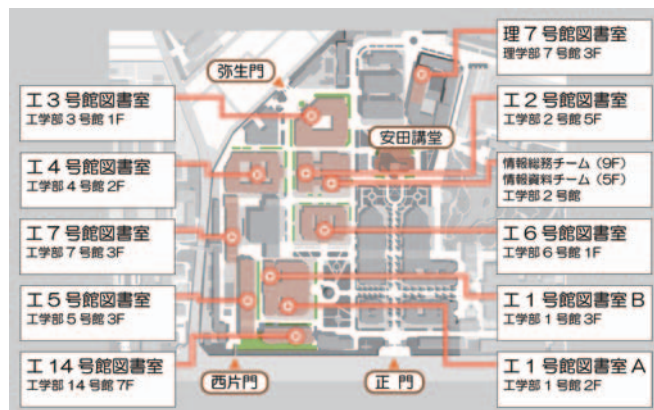 理7号館図書室
理学部7号館 3F
弥生門
工3号館図書室
工学部3号館 1F
工2号館図書室
工学部2号館 5F
安田講堂
工4号館図書室
工学部4号館 2F
情報総務チーム（9F）
情報資料チーム（5F）
工学部2号館
工7号館図書室
工学部7号館 3F
工6号館図書室
工学部6号館 1F
工5号館図書室
工学部5号館 3F
工1号館図書室B
工学部1号館 3F
工14号館図書室
工学部14号館 7F
西片門
正門
工1号館図書室A
工学部1号館 2F